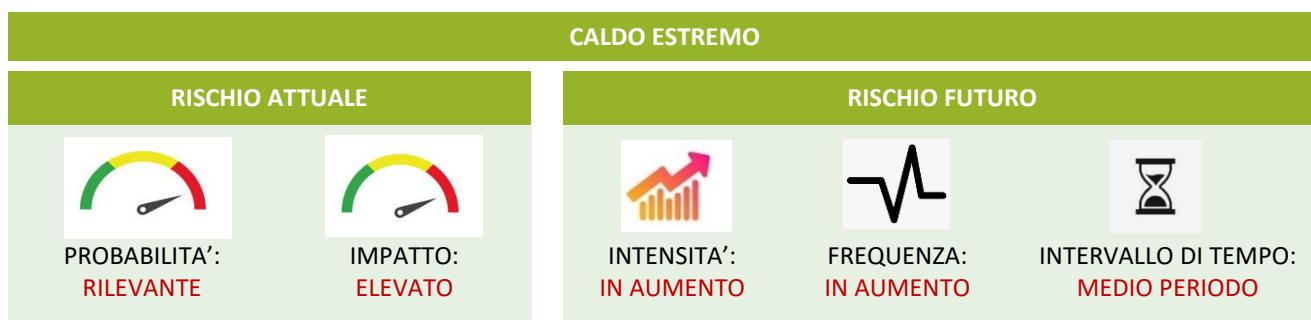 CALDO ESTREMO
RISCHIO ATTUALE
RISCHIO FUTURO
PROBABILITA’:
RILEVANTE
IMPATTO:
ELEVATO
INTENSITA’:
IN AUMENTO
FREQUENZA:
IN AUMENTO
INTERVALLO DI TEMPO:
MEDIO PERIODO